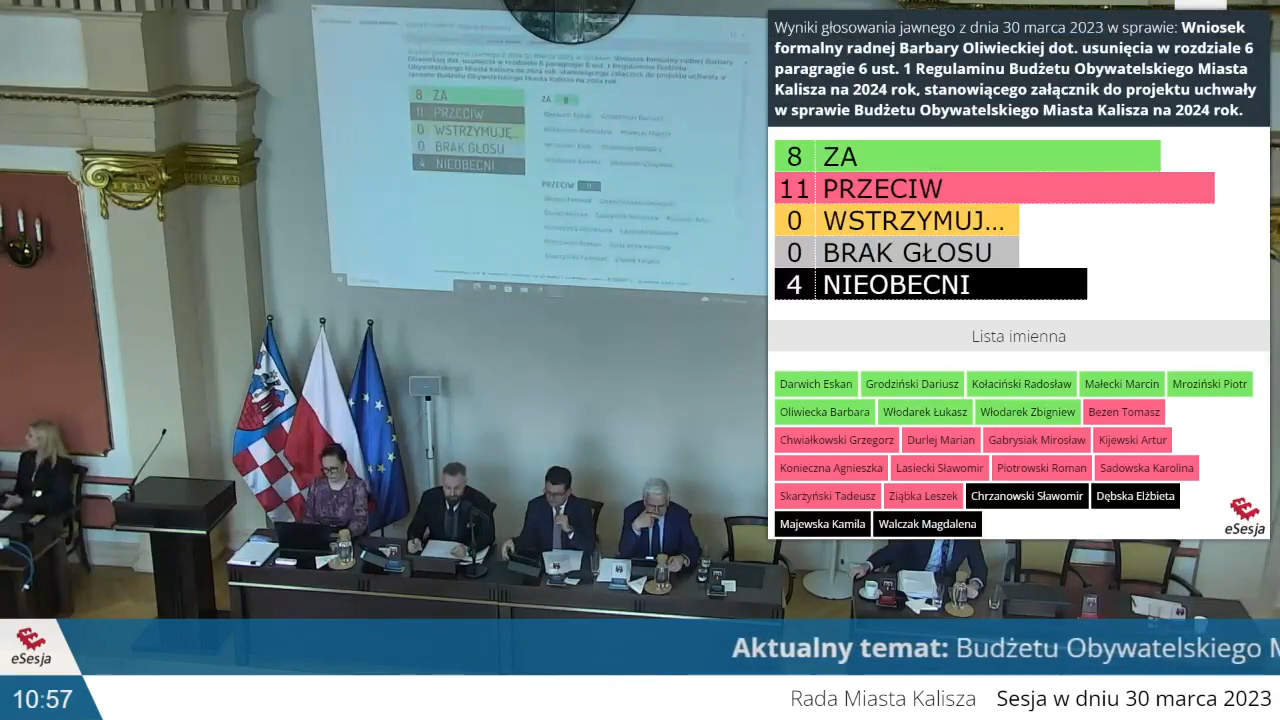 Wyniki głosowania jawnego z dnia 30 marca 2023 w sprawie: Wniosek
formalny radnej Barbary Oliwieckiej dot. usunięcia w rozdziale 6
paragragie 6 ust. 1 Regulaminu Budżetu Obywatelskiego Miasta
Kalisza na 2024 rok, stanowiącego załącznik do projektu uchwały
w sprawie Budżetu Obywatelskiego Miasta Kalisza na 2024 rok.
8 ZA
11 PRZECIW
0 WSTRZYMUJ...
0 BRAK GŁOSU
4 NIEOBECNI
Lista imienna
Darwich Eskan Grodziński Dariusz Kołaciński Radosław Małecki Marcin Mroziński Piotr
Oliwiecka Barbara Włodarek Łukasz Włodarek Zbigniew Bezen Tomasz
Chwiałkowski Grzegorz Durlej Marian Gabrysiak Mirosław Kijewski Artur
Konieczna Agnieszka Lasiecki Sławomir Piotrowski Roman Sadowska Karolina
Skarżyński Tadeusz Ziąbka Leszek Chrzanowski Sławomir Dębska Elżbieta
Majewska Kamila Walczak Magdalena
eSesja
8 ZA
11 PRZECIW
0 WSTRZYMUJĘ
0 BRAK GŁOSU
4 NIEOBECNI
ZA 8
PRZECIW 11
eSesja
Aktualny temat: Budżetu Obywatelskiego M
10:57
Rada Miasta Kalisza Sesja w dniu 30 marca 2023